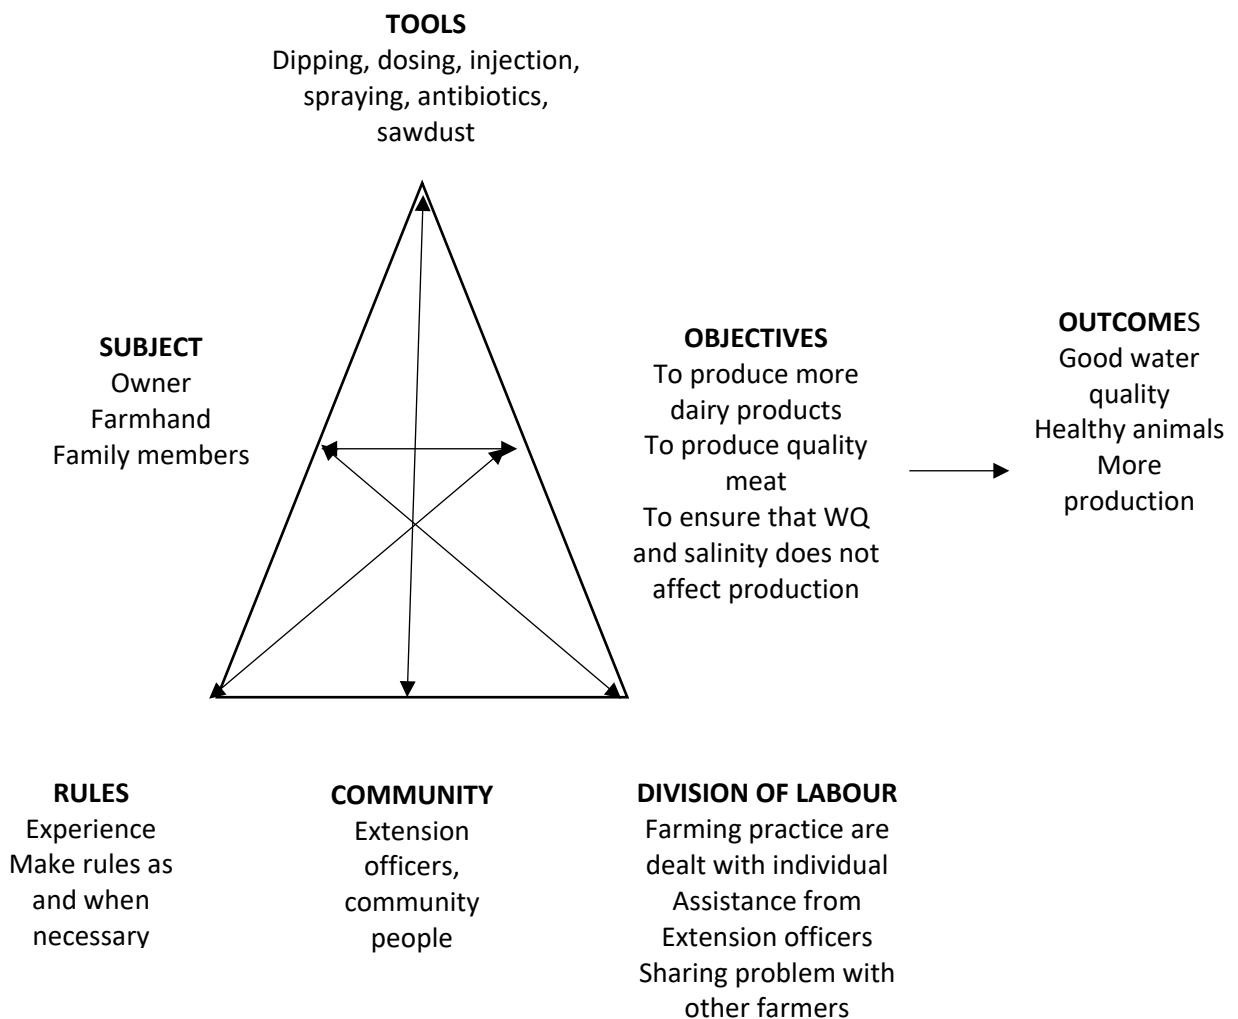 TOOLS
Dipping, dosing, injection,
spraying, antibiotics,
sawdust
SUBJECT
Owner
Farmhand
Family members
OBJECTIVES
To produce more
dairy products
To produce quality
meat
To ensure that WQ
and salinity does not
affect production
OUTCOMES
Good water
quality
Healthy animals
More
production
RULES
Experience
Make rules as
and when
necessary
COMMUNITY
Extension
officers,
community
people
DIVISION OF LABOUR
Farming practice are
dealt with individual
Assistance from
Extension officers
Sharing problem with
other farmers